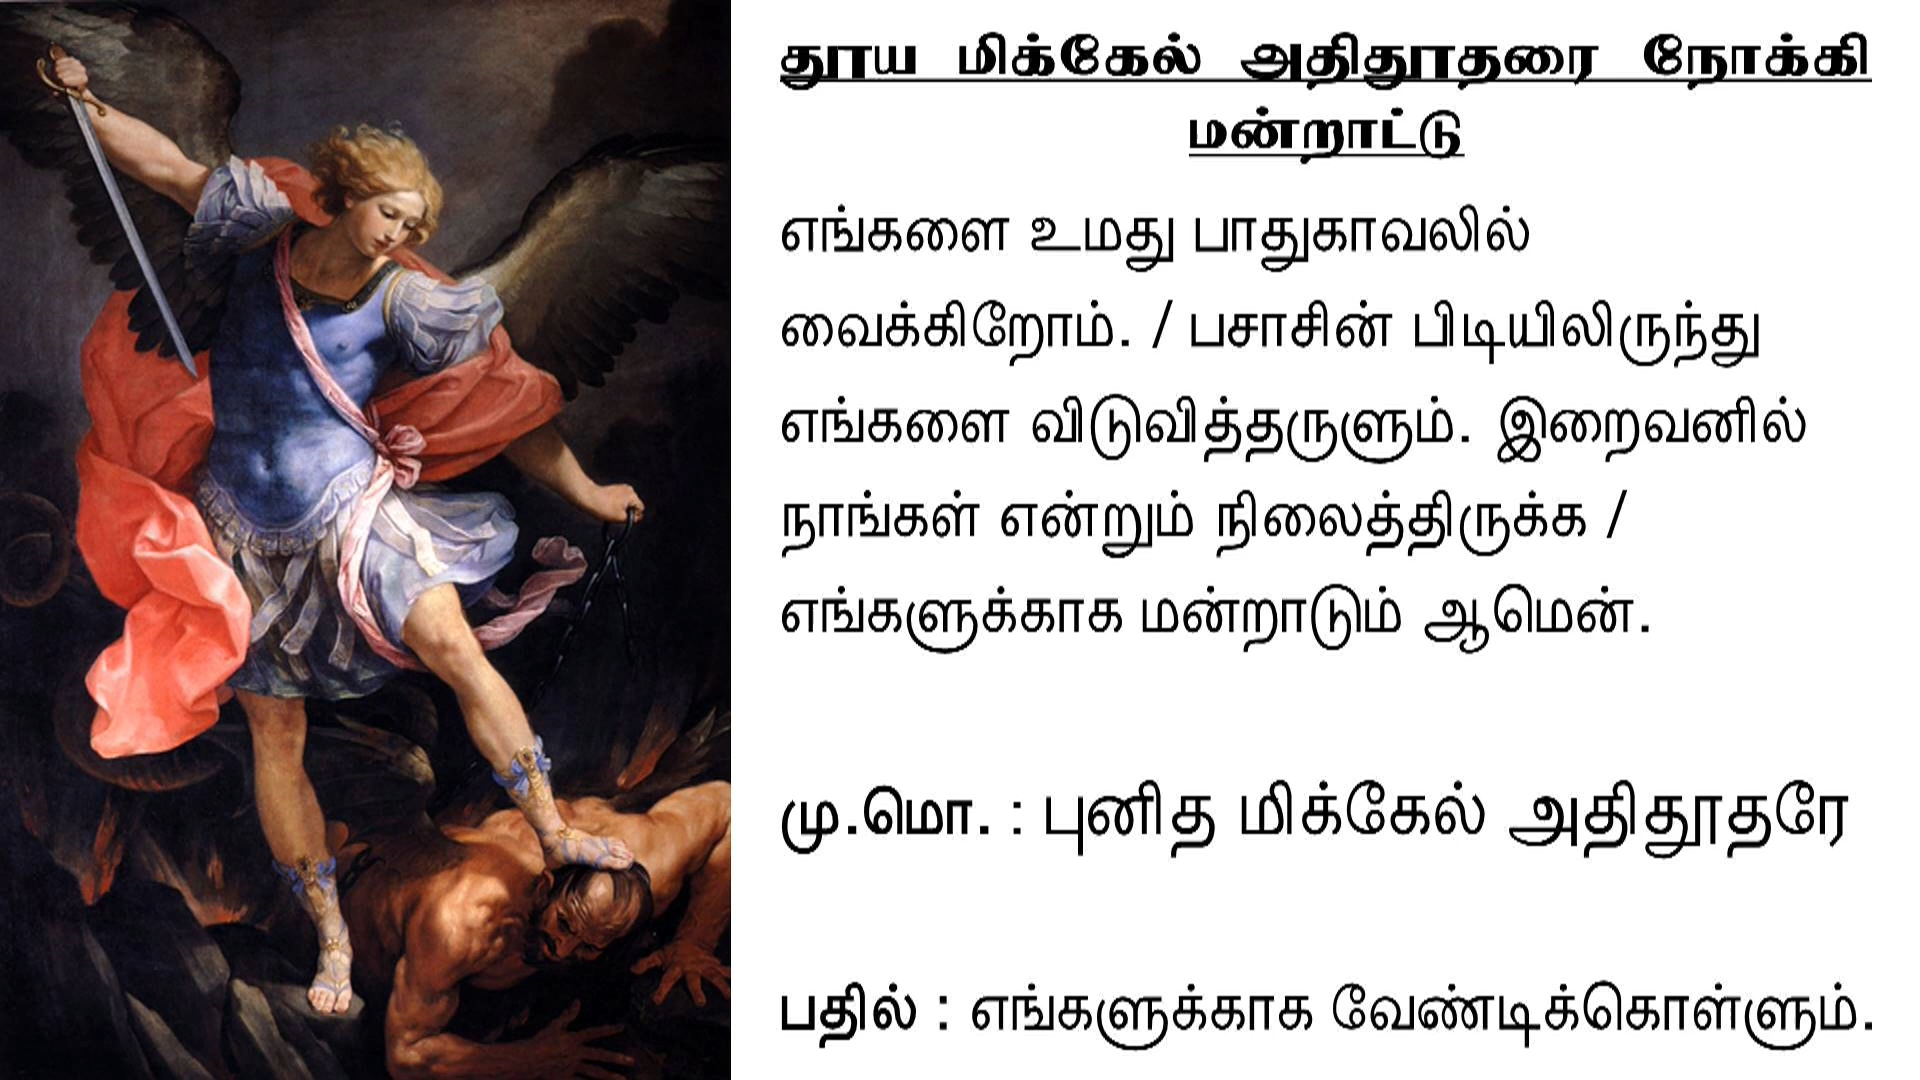 தூய மிக்கேல் அதிதூதரை நோக்கி
மன்றாட்டு
எங்களை உமது பாதுகாவலில்
வைக்கிறோம். / பசாசின் பிடியிலிருந்து
எங்களை விடுவித்தருளும். இறைவனில்
நாங்கள் என்றும் நிலைத்திருக்க /
எங்களுக்காக மன்றாடும் ஆமென்.
மு.மொ. : புனித மிக்கேல் அதிதூதரே
பதில் : எங்களுக்காக வேண்டிக்கொள்ளும்.